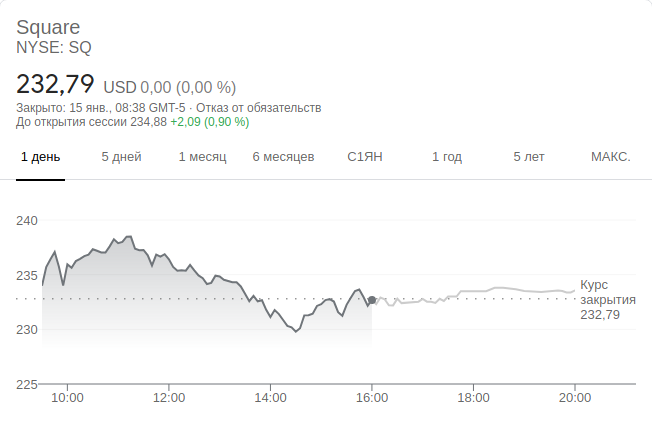 Square
NYSE: SQ
232,79 USD 0,00 (0,00 %)
Закрыто: 15 янв., 08:38 GMT-5 · Отказ от обязательств
До открытия сессии 234,88 +2,09 (0,90 %)
1 день 5 дней 1 месяц 6 месяцев С1ЯН 1 год 5 лет МАКС.
240
235
230
225
Курс
закрытия
232,79
10:00 12:00 14:00 16:00 18:00 20:00